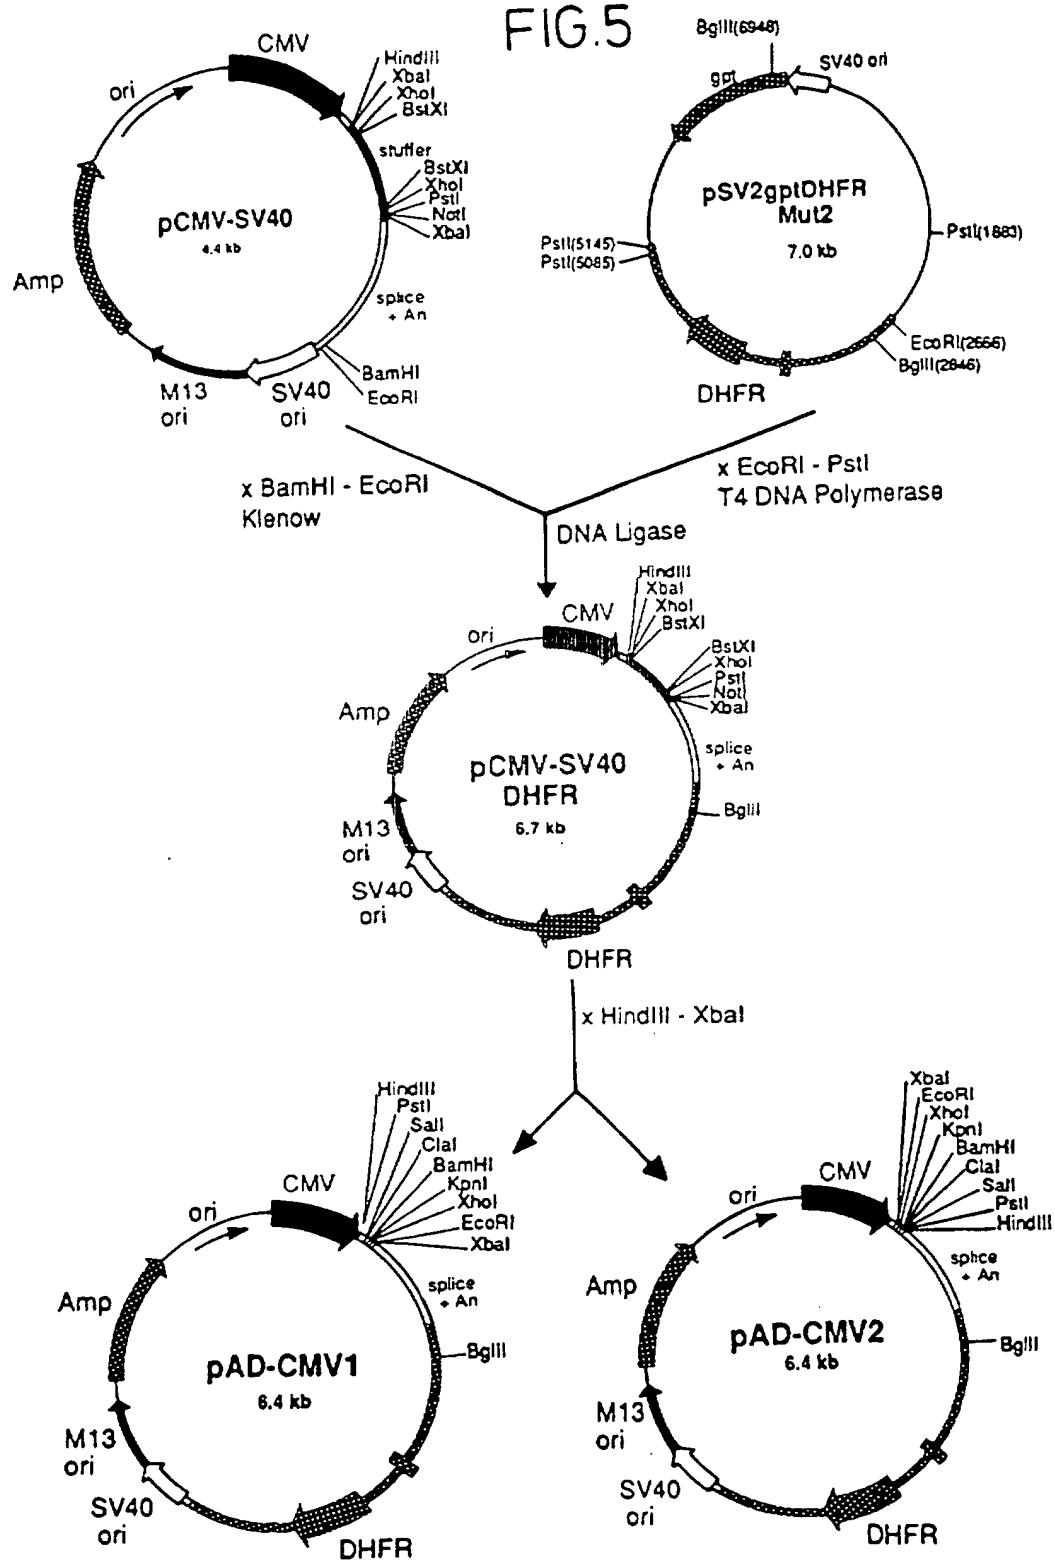 FIG.5
CMV
HindIII
XbaI
XhoI
BstXI
stuffer
BstXI
XhoI
PstI
NotI
XbaI
ori
pCMV-SV40
4.4 kb
Amp
splice
+ An
BamHI
EcoRI
M13
ori
SV40
ori
BglII(6948)
SV40 ori
gpt
pSV2gptDHFR
Mut2
7.0 kb
PstI(1883)
PstI(5145)
PstI(5085)
EcoRI(2666)
BglII(2846)
DHFR
x BamHI - EcoRI
Klenow
x EcoRI - PstI
T4 DNA Polymerase
DNA Ligase
HindIII
XbaI
XhoI
BstXI
CMV
ori
BstXI
XhoI
PstI
NotI
XbaI
Amp
splice
+ An
pCMV-SV40
DHFR
6.7 kb
BglII
M13
ori
SV40
ori
DHFR
x HindIII - XbaI
HindIII
PstI
SalI
ClaI
BamHI
KpnI
XhoI
EcoRI
XbaI
CMV
ori
splice
+ An
Amp
pAD-CMV1
6.4 kb
BglII
M13
ori
SV40
ori
DHFR
XbaI
EcoRI
XhoI
KpnI
BamHI
ClaI
SalI
PstI
HindIII
CMV
ori
splice
+ An
Amp
pAD-CMV2
6.4 kb
BglII
M13
ori
SV40
ori
DHFR